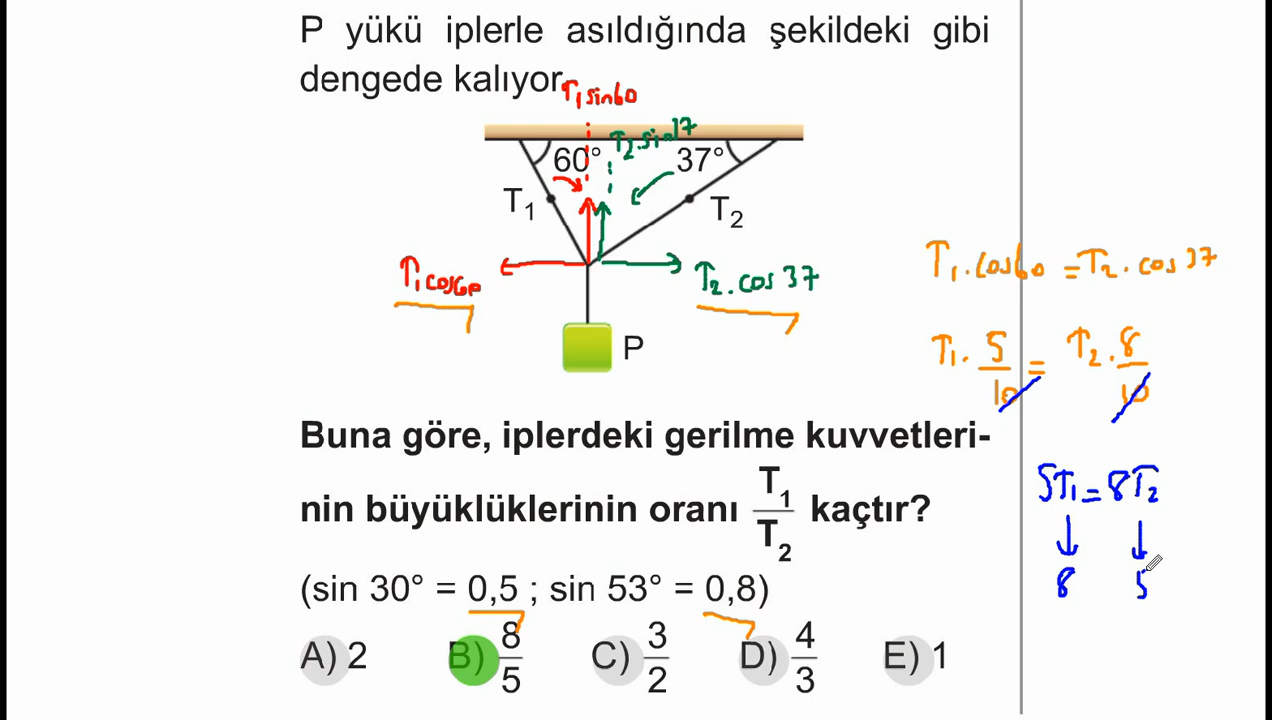 P yükü iplerle asıldığında şekildeki gibi
dengede kalıyor.
T₁ sin60
T₂.sin37
60° 37°
T₁ T₂
T₁ cos60 T₂. cos 37
P
T₁. cos60 = T₂. cos 37
T₁. 5/10 = T₂. 8/10
5T₁ = 8T₂
8 5
Buna göre, iplerdeki gerilme kuvvetleri-
nin büyüklüklerinin oranı T₁/T₂ kaçtır?
(sin 30° = 0,5 ; sin 53° = 0,8)
A) 2 B) 8/5 C) 3/2 D) 4/3 E) 1